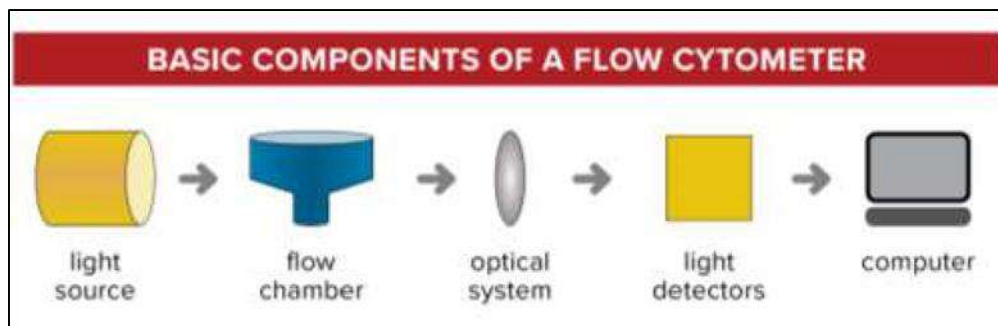 BASIC COMPONENTS OF A FLOW CYTOMETER
light
source
flow
chamber
optical
system
light
detectors
computer